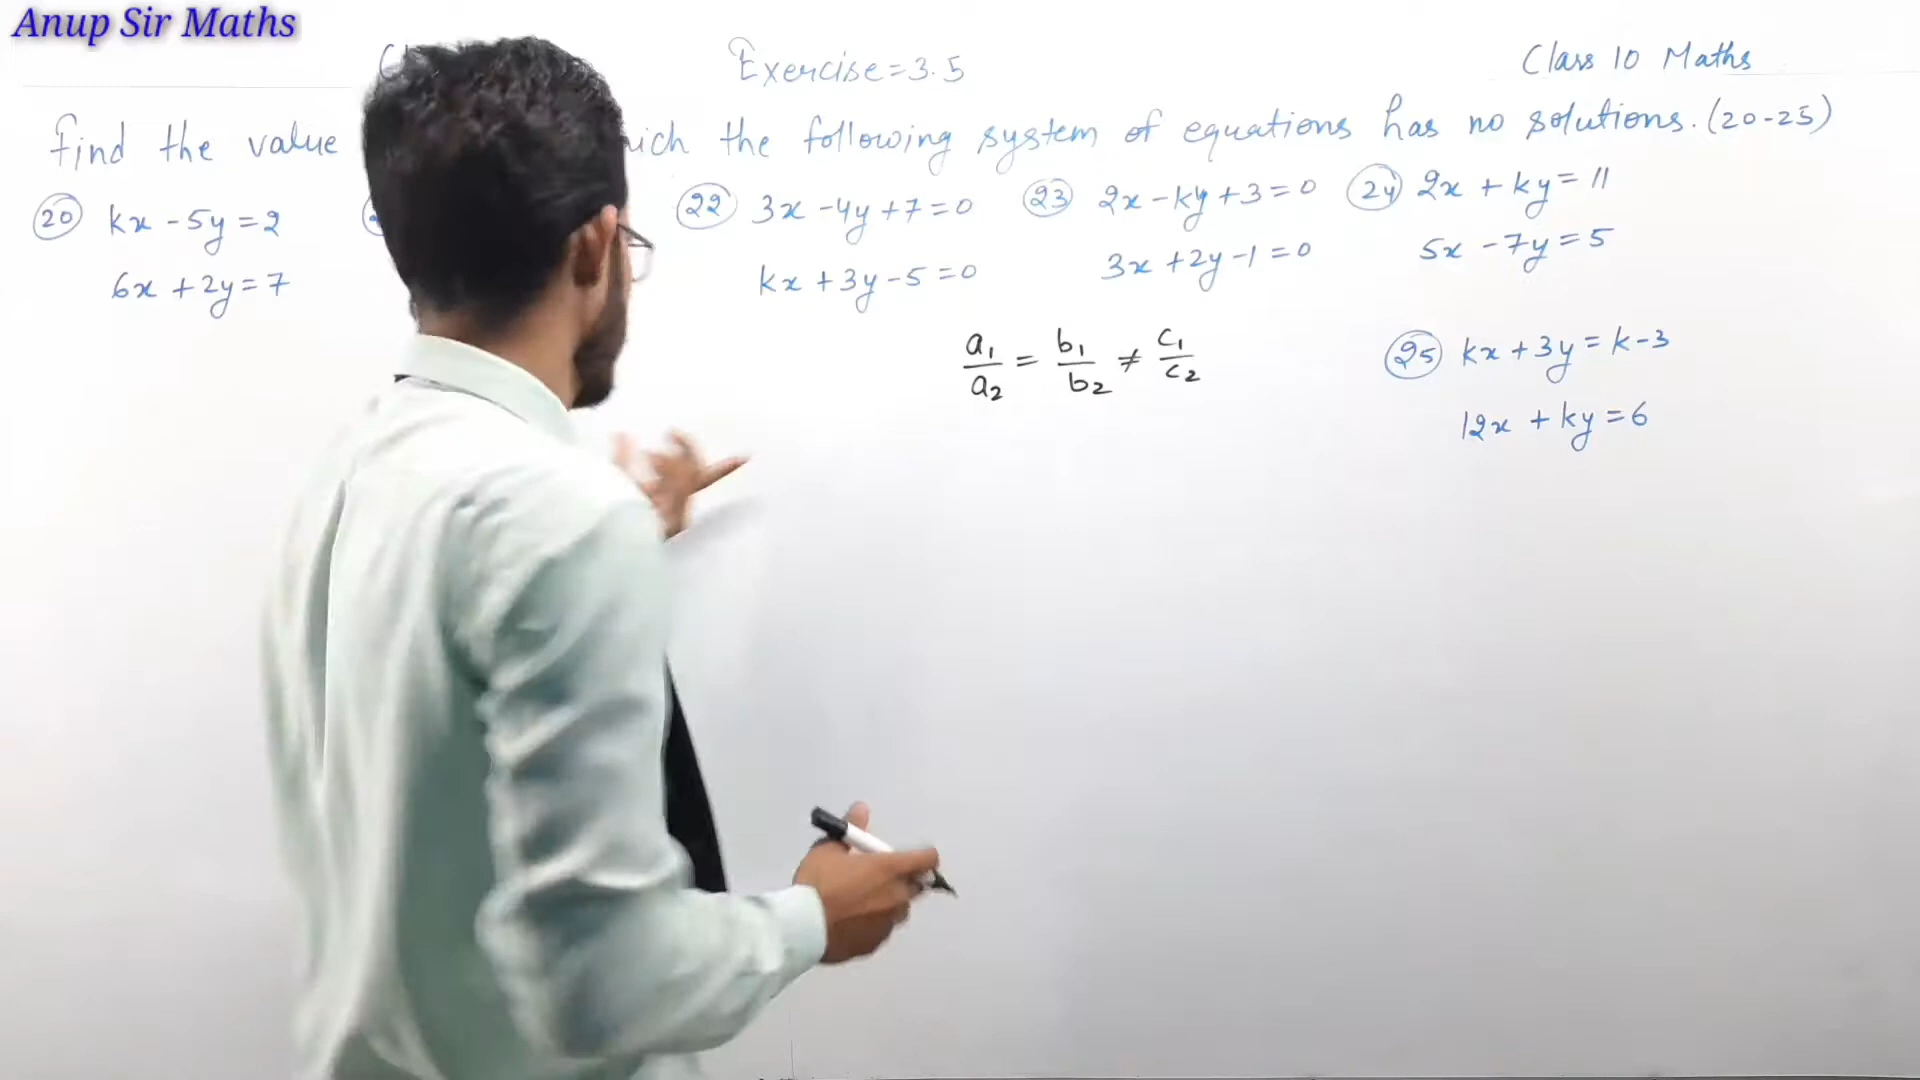 Anup Sir Maths
Exercise=3.5
Class 10 Maths
Find the value the following system of equations has no solutions.(20-25)
20 kx -5y=2
6x +2y=7
22 3x -4y+7=0
kx +3y-5=0
23 2x-ky+3=0
3x+2y-1=0
24 2x + ky=11
5x -7y=5
a₁/a₂ = b₁/b₂ ≠ c₁/c₂
25 kx+3y=k-3
12x +ky=6